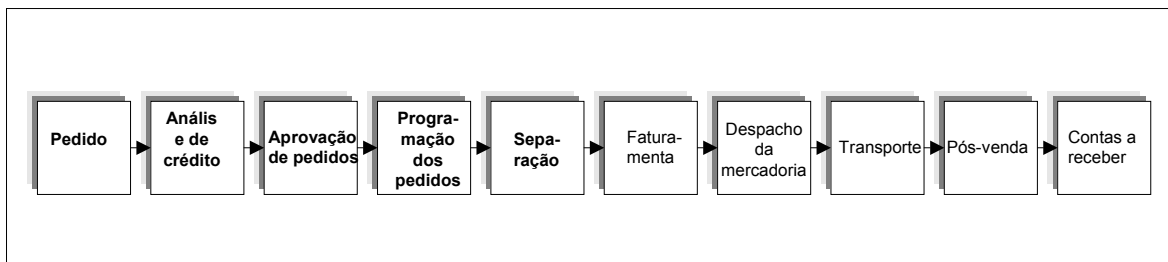 Pedido
Anális
e de
crédito
Aprovação
de pedidos
Progra-
mação
dos
pedidos
Sepa-
ração
Fatura-
menta
Despacho
da
mercadoria
Transporte
Pós-venda
Contas a
receber